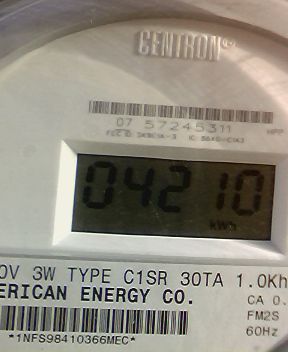 CENTRON®
07 57245311
04210
kWh
0V 3W TYPE C1SR 30TA 1.0Kh
ERICAN ENERGY CO.
CA 0.
FM2S
60Hz
*1NFS98410366MEC*